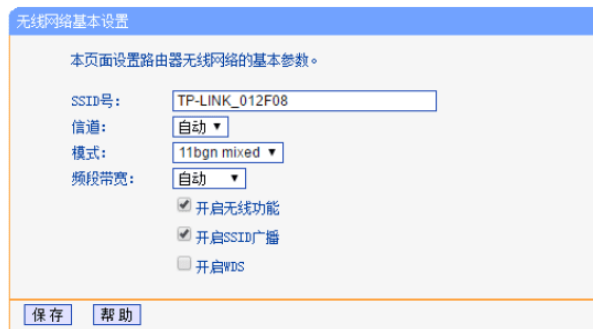 无线网络基本设置
本页面设置路由器无线网络的基本参数。
SSID号: TP-LINK_012F08
信道: 自动
模式: 11bgn mixed
频段带宽: 自动
开启无线功能
开启SSID广播
开启WDS
保存 帮助